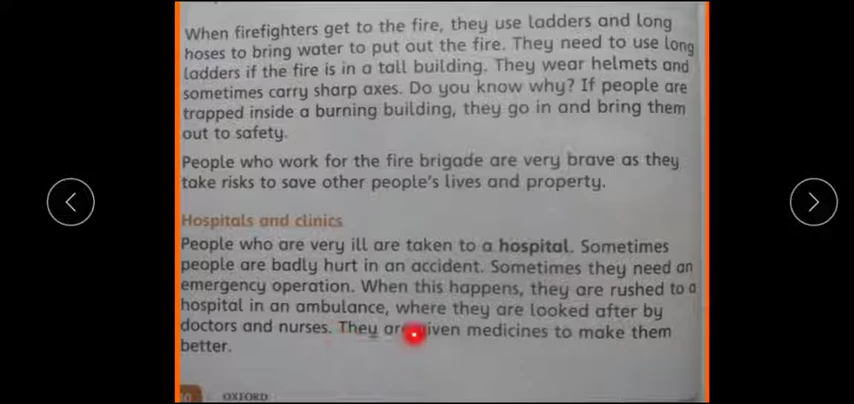 When firefighters get to the fire, they use ladders and long
hoses to bring water to put out the fire. They need to use long
ladders if the fire is in a tall building. They wear helmets and
sometimes carry sharp axes. Do you know why? If people are
trapped inside a burning building, they go in and bring them
out to safety.
People who work for the fire brigade are very brave as they
take risks to save other people's lives and property.
Hospitals and clinics
People who are very ill are taken to a hospital. Sometimes
people are badly hurt in an accident. Sometimes they need an
emergency operation. When this happens, they are rushed to a
hospital in an ambulance, where they are looked after by
doctors and nurses. They are given medicines to make them
better.
OXFORD